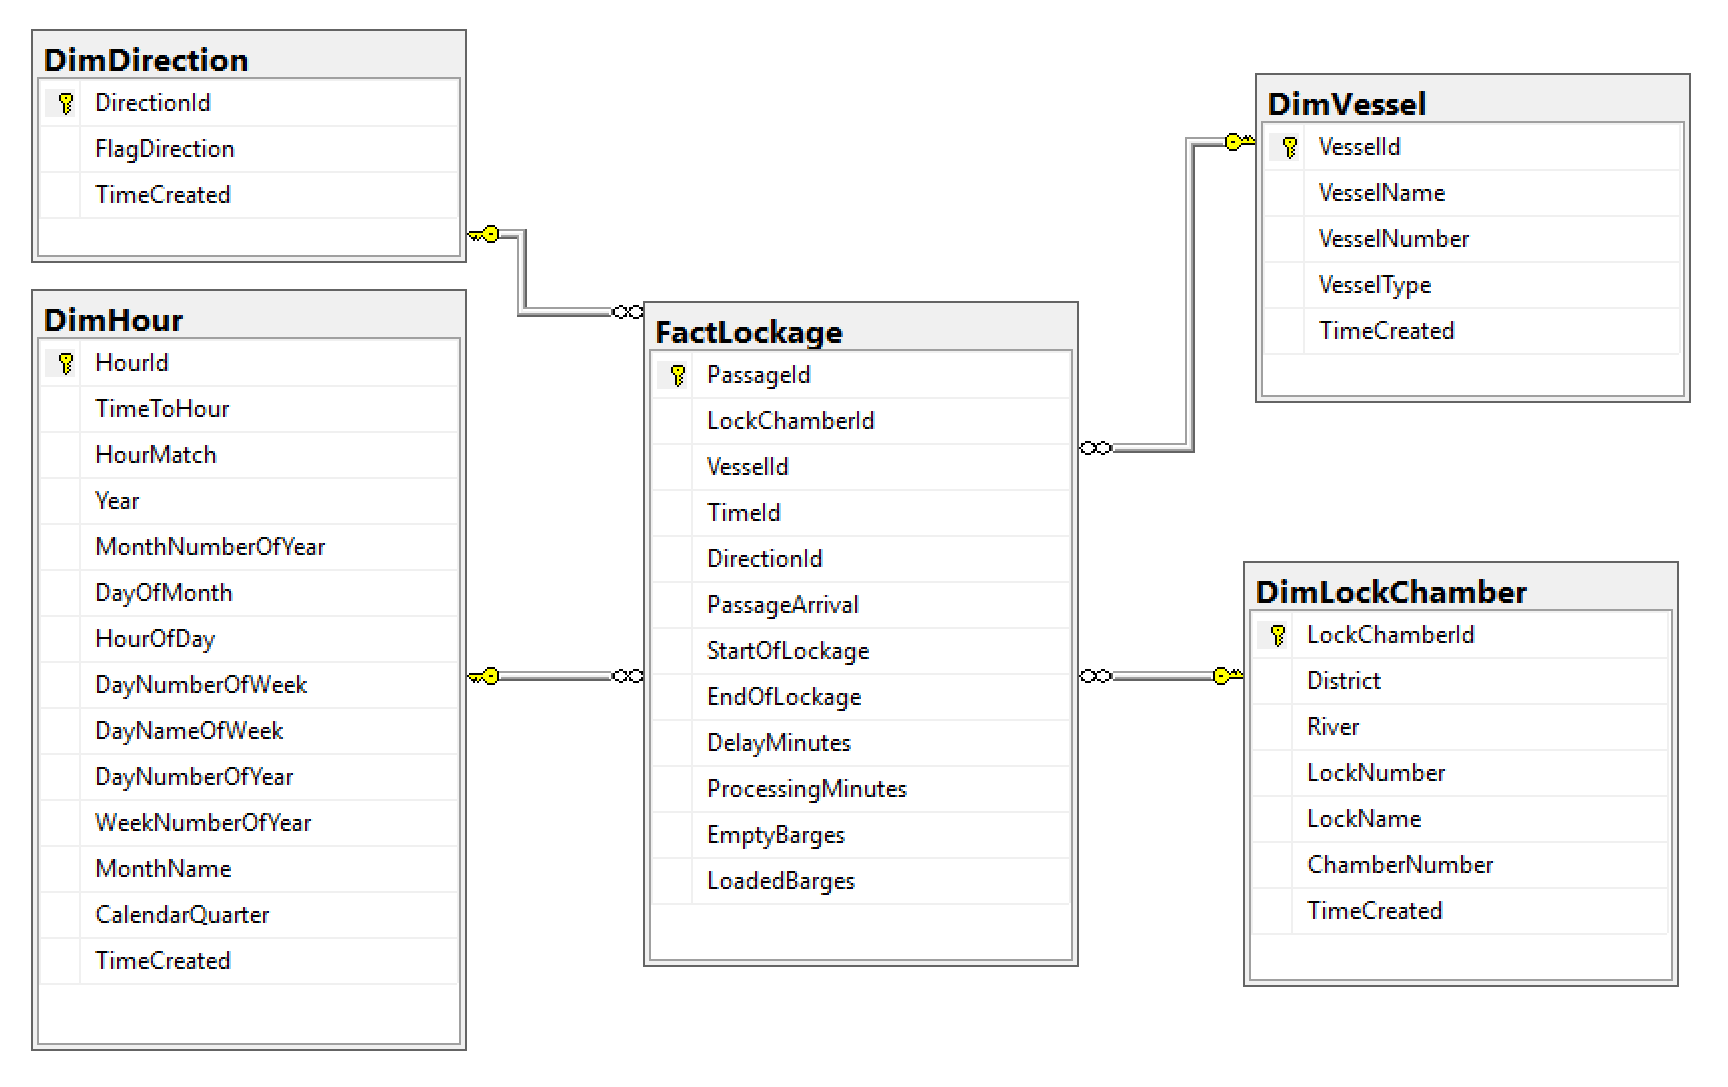 DimDirection
DirectionId
FlagDirection
TimeCreated
DimHour
HourId
TimeToHour
HourMatch
Year
MonthNumberOfYear
DayOfMonth
HourOfDay
DayNumberOfWeek
DayNameOfWeek
DayNumberOfYear
WeekNumberOfYear
MonthName
CalendarQuarter
TimeCreated
FactLockage
PassageId
LockChamberId
VesselId
TimeId
DirectionId
PassageArrival
StartOfLockage
EndOfLockage
DelayMinutes
ProcessingMinutes
EmptyBarges
LoadedBarges
DimVessel
VesselId
VesselName
VesselNumber
VesselType
TimeCreated
DimLockChamber
LockChamberId
District
River
LockNumber
LockName
ChamberNumber
TimeCreated